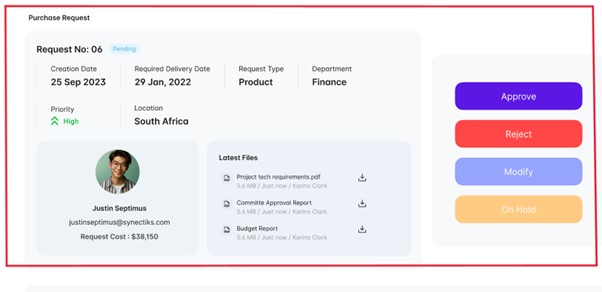 Purchase Request
Request No: 06 Pending
Creation Date Required Delivery Date Request Type Department
25 Sep 2023 29 Jan, 2022 Product Finance
Priority Location
High South Africa
Justin Septimus
justinseptimus@synectiks.com
Request Cost : $38,150
Latest Files
Project tech requirements.pdf
5.6 MB / Just now / Karina Clark
Committe Approval Report
5.6 MB / Just now / Karina Clark
Budget Report
5.6 MB / Just now / Karina Clark
Approve
Reject
Modify
On Hold